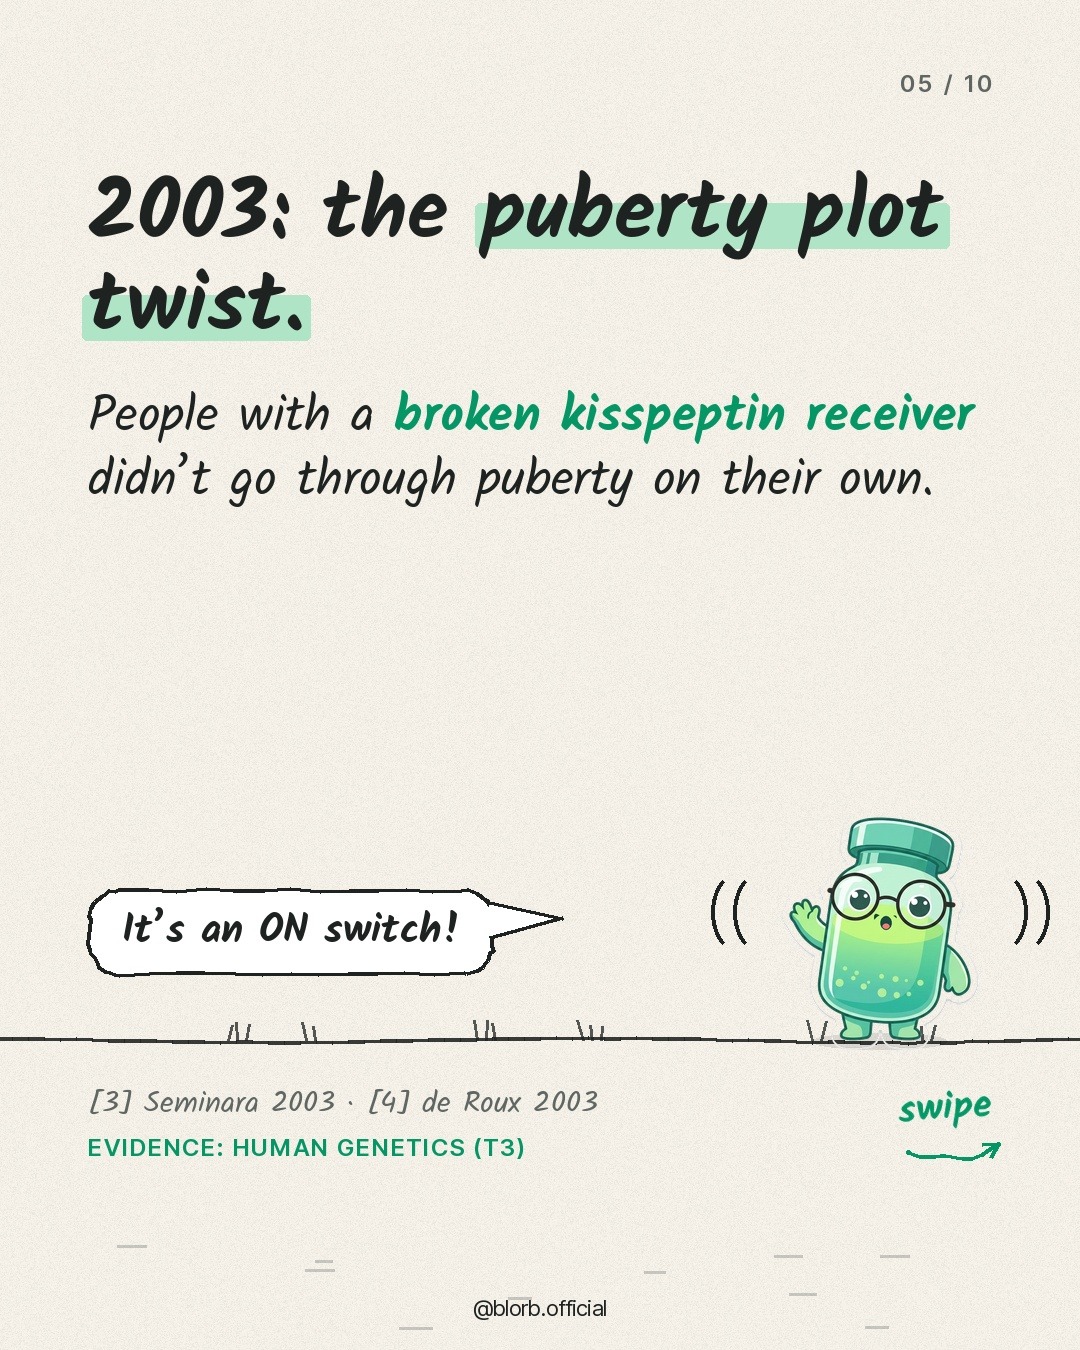 05 / 10
2003: the puberty plot
twist.
People with a broken kisspeptin receiver
didn’t go through puberty on their own.
It’s an ON switch!
[3] Seminara 2003 · [4] de Roux 2003
EVIDENCE: HUMAN GENETICS (T3)
swipe
@blorb.official